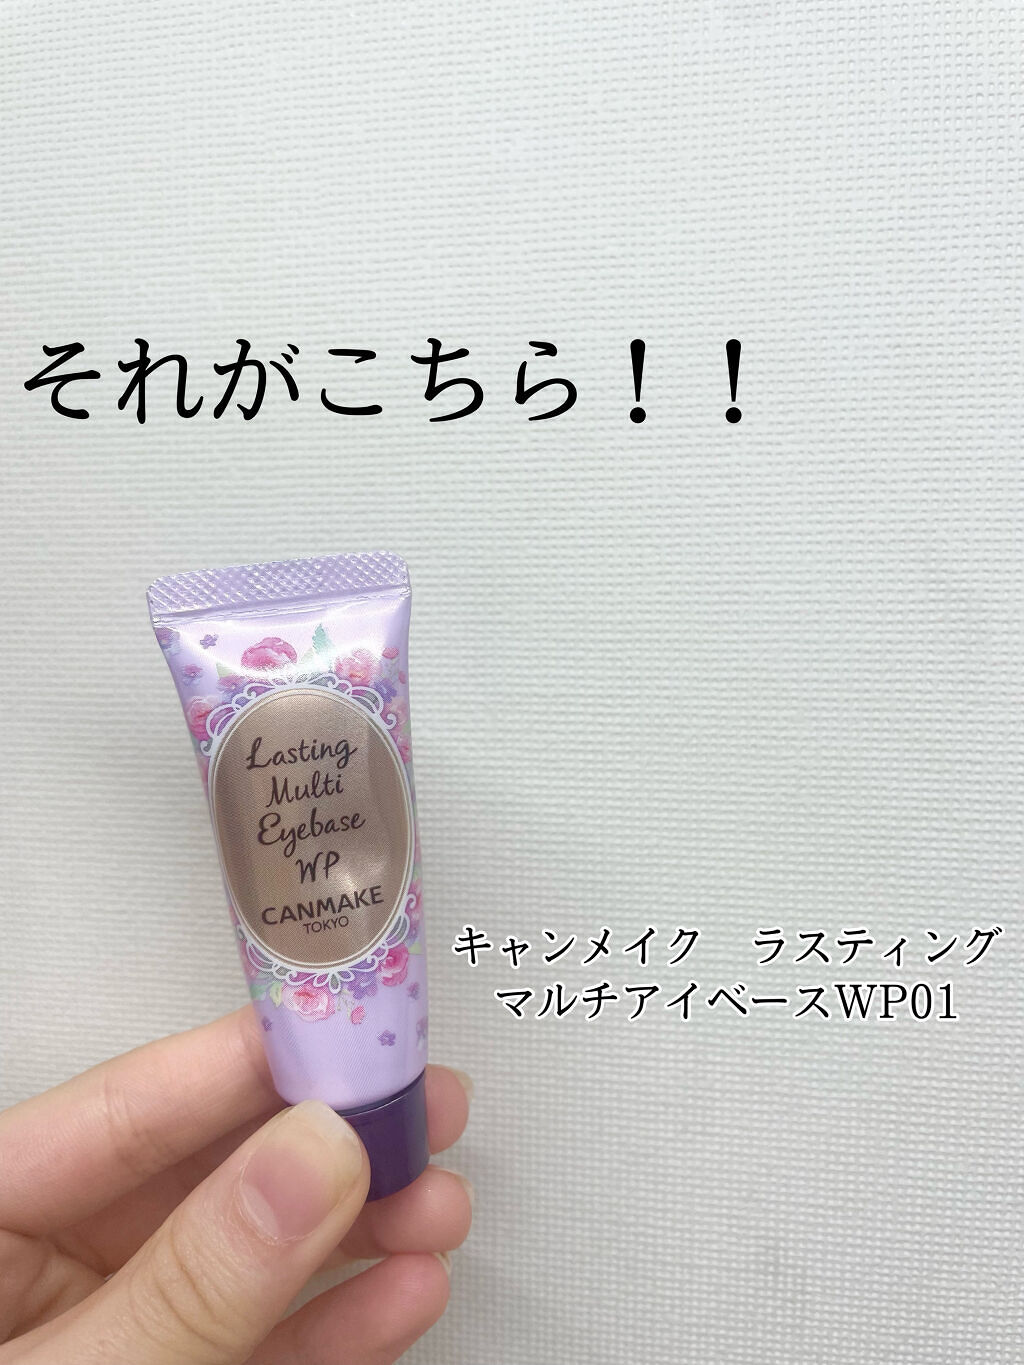 それがこちら！！
Lasting
Multi
Eyebase
WP
CANMAKE
TOKYO
キャンメイク　ラスティング
マルチアイベースWP01